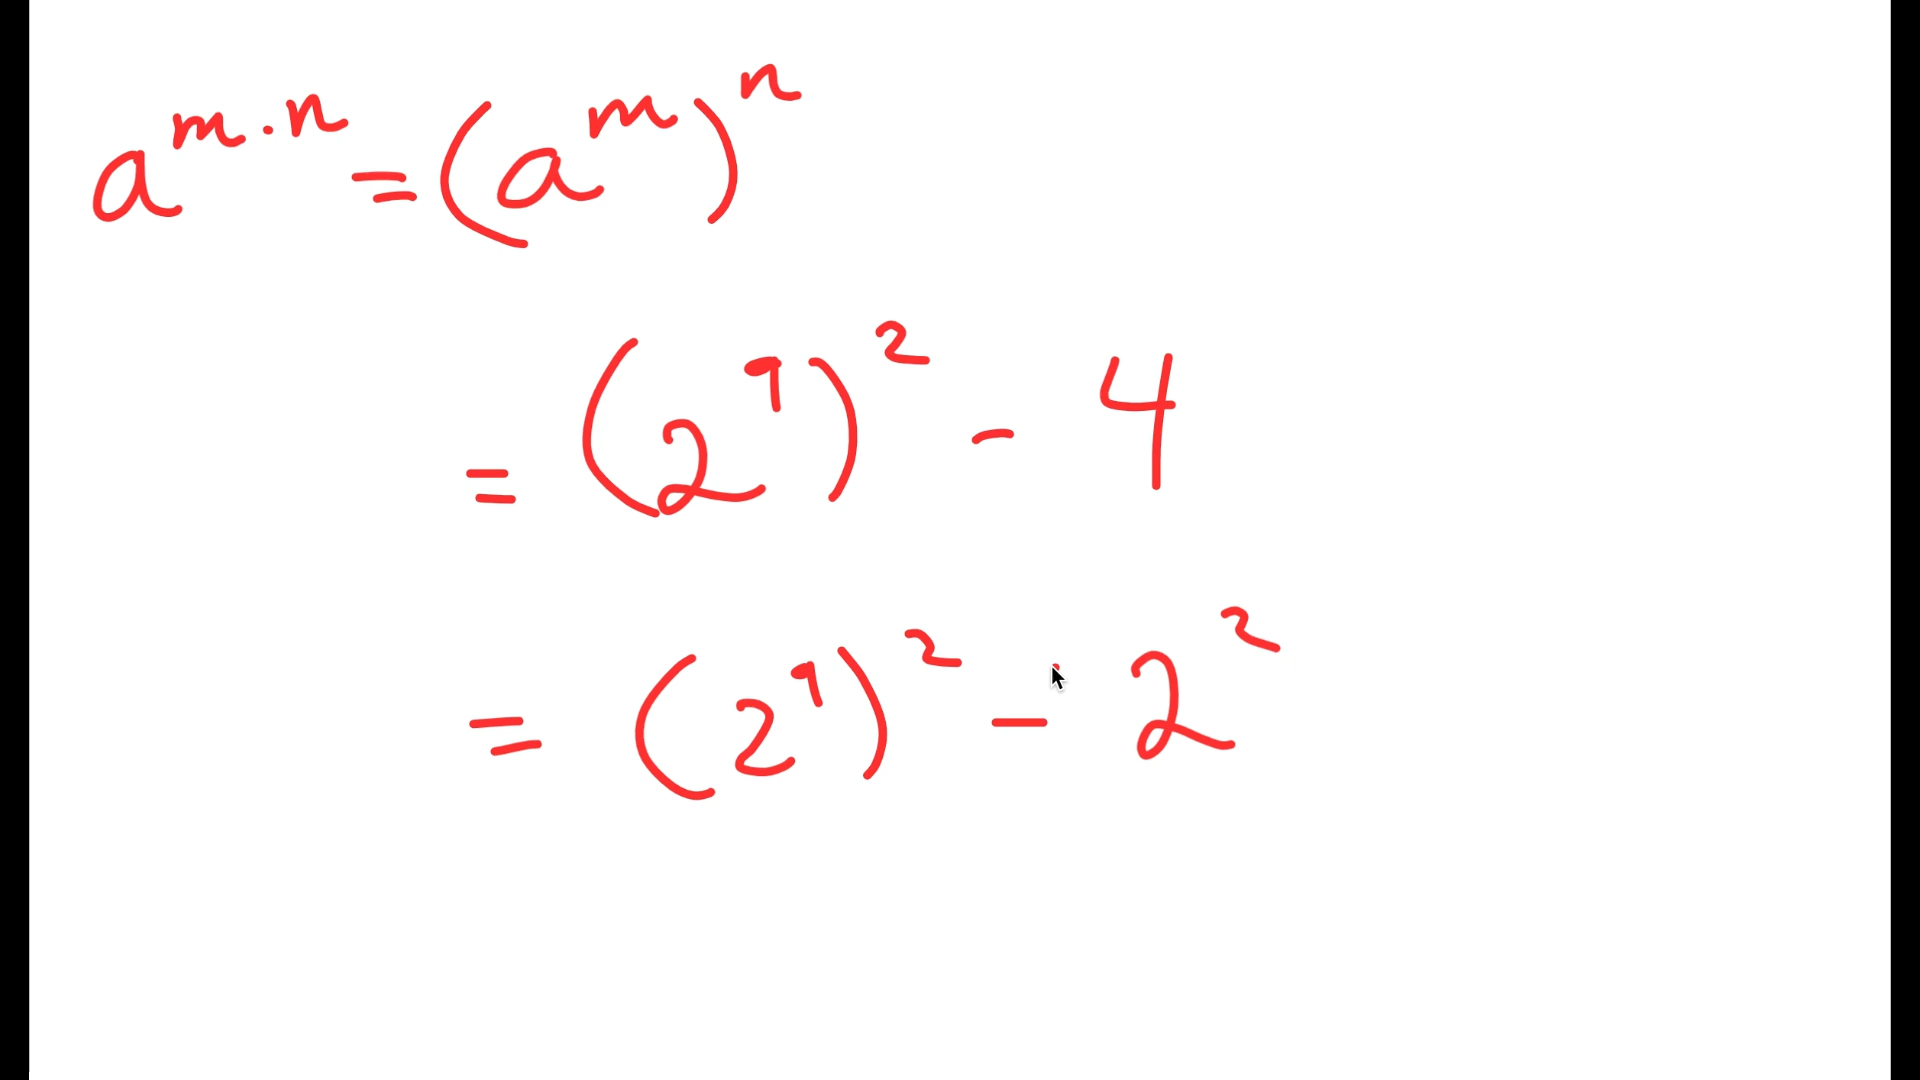 a^{m·n} = (a^m)^n
= (2^9)^2 - 4
= (2^9)^2 - 2^2